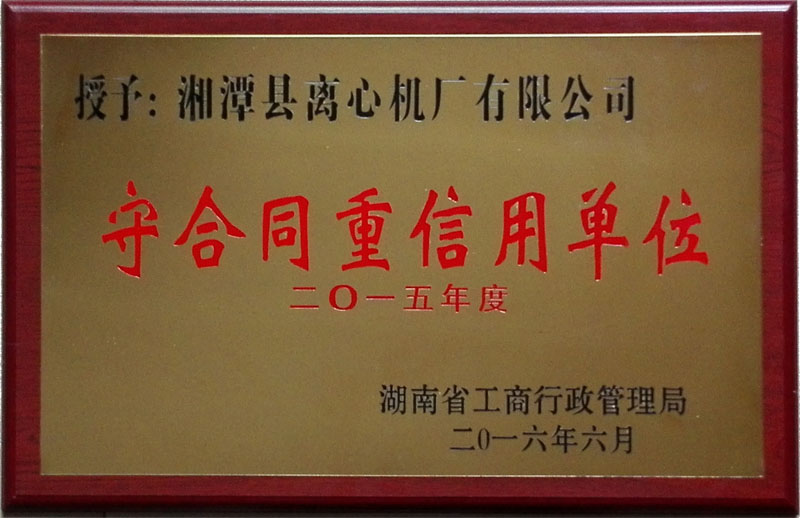 授予：湘潭县离心机厂有限公司
守合同重信用单位
二〇一五年度
湖南省工商行政管理局
二〇一六年六月